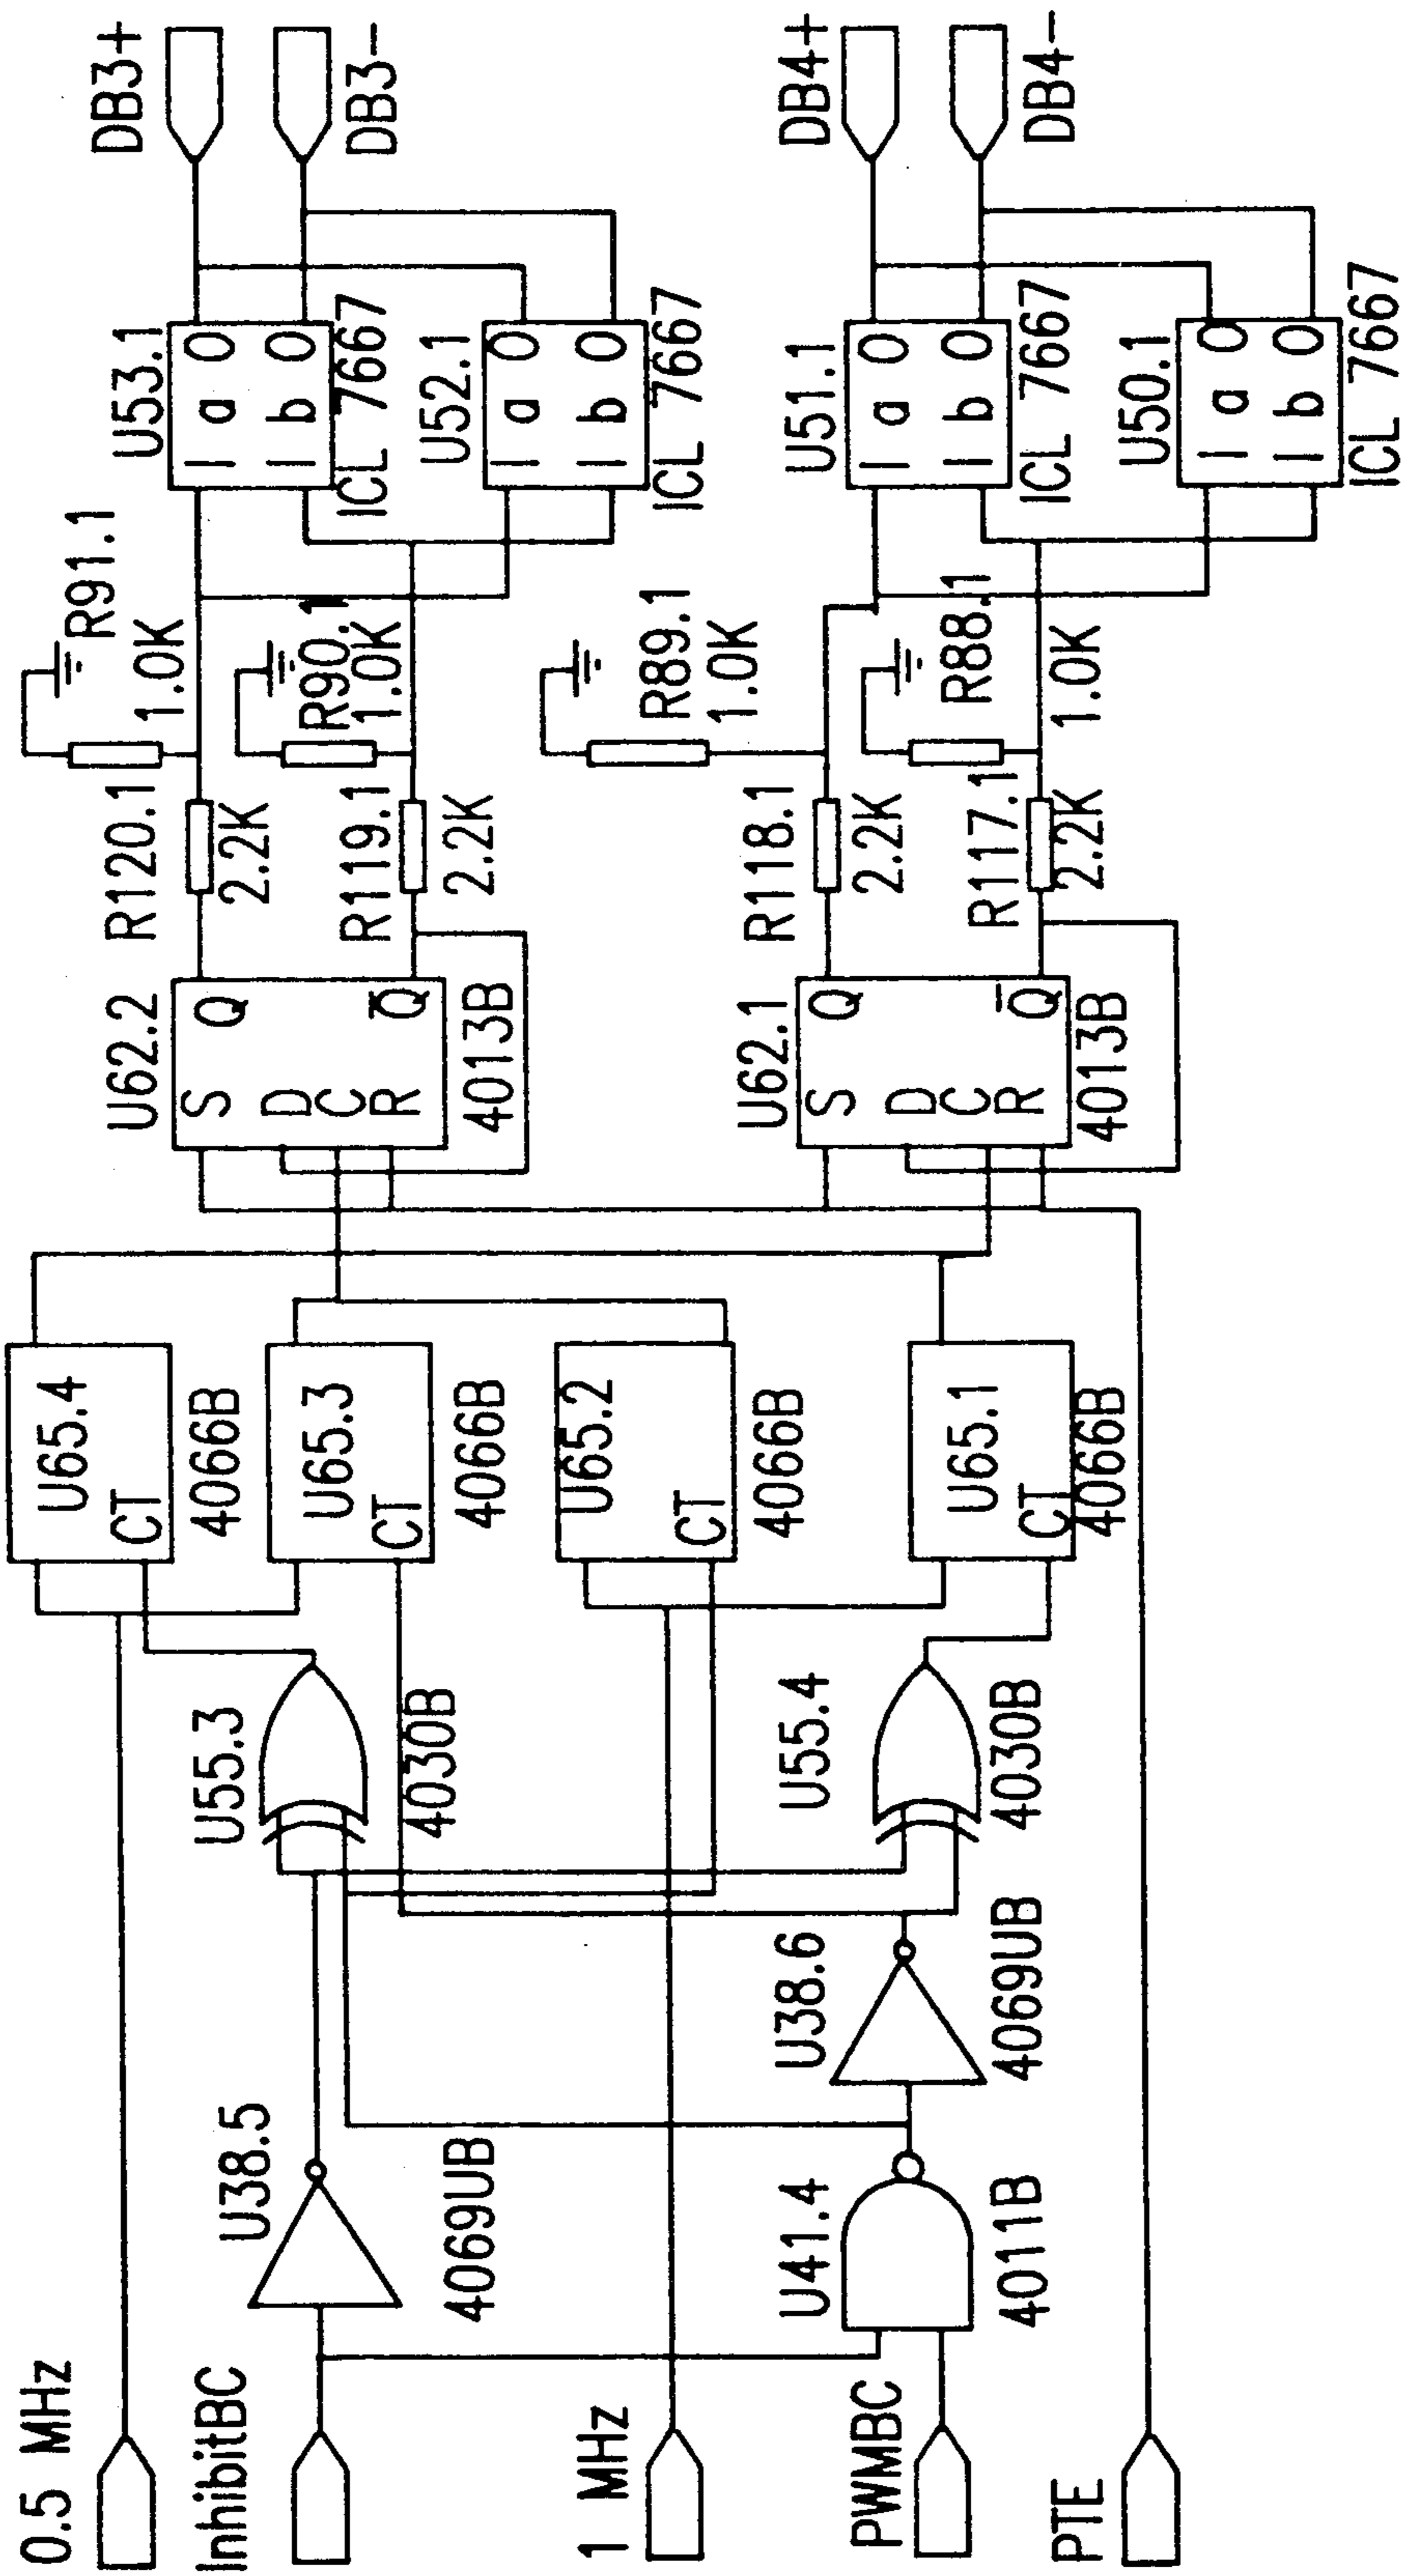 0.5 MHz
InhibitBC
1 MHz
PWMBC
PTE
U38.5
4069UB
U41.4
4011B
U38.6
4069UB
U55.3
4030B
U55.4
4030B
U65.4
CT
4066B
U65.3
CT
4066B
U65.2
CT
4066B
U65.1
CT
4066B
U62.2
S Q
D
C
R Q̅
4013B
U62.1
S Q
D
C
R Q̅
4013B
R120.1
2.2K
R119.1
2.2K
R118.1
2.2K
R117.1
2.2K
R91.1
1.0K
R90.1
1.0K
R89.1
1.0K
R88.1
1.0K
U53.1
I a O
I b O
ICL 7667
U52.1
I a O
I b O
ICL 7667
U51.1
I a O
I b O
ICL 7667
U50.1
I a O
I b O
ICL 7667
DB3+
DB3-
DB4+
DB4-